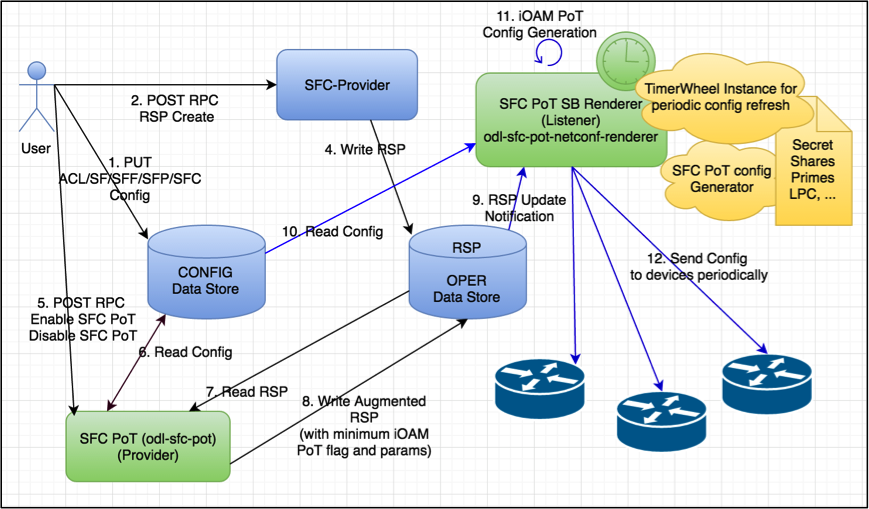 11. iOAM PoT
Config Generation
SFC-Provider
2. POST RPC
RSP Create
User
SFC PoT SB Renderer
(Listener)
odl-sfc-pot-netconf-renderer
TimerWheel Instance for
periodic config refresh
Secret
Shares
Primes
LPC, ...
SFC PoT config
Generator
4. Write RSP
1. PUT
ACL/SF/SFF/SFP/SFC
Config
9. RSP Update
Notification
10. Read Config
RSP
OPER
Data Store
CONFIG
Data Store
12. Send Config
to devices periodically
5. POST RPC
Enable SFC PoT
Disable SFC PoT
6. Read Config
7. Read RSP
8. Write Augmented
RSP
(with minimum iOAM
PoT flag and params)
SFC PoT (odl-sfc-pot)
(Provider)